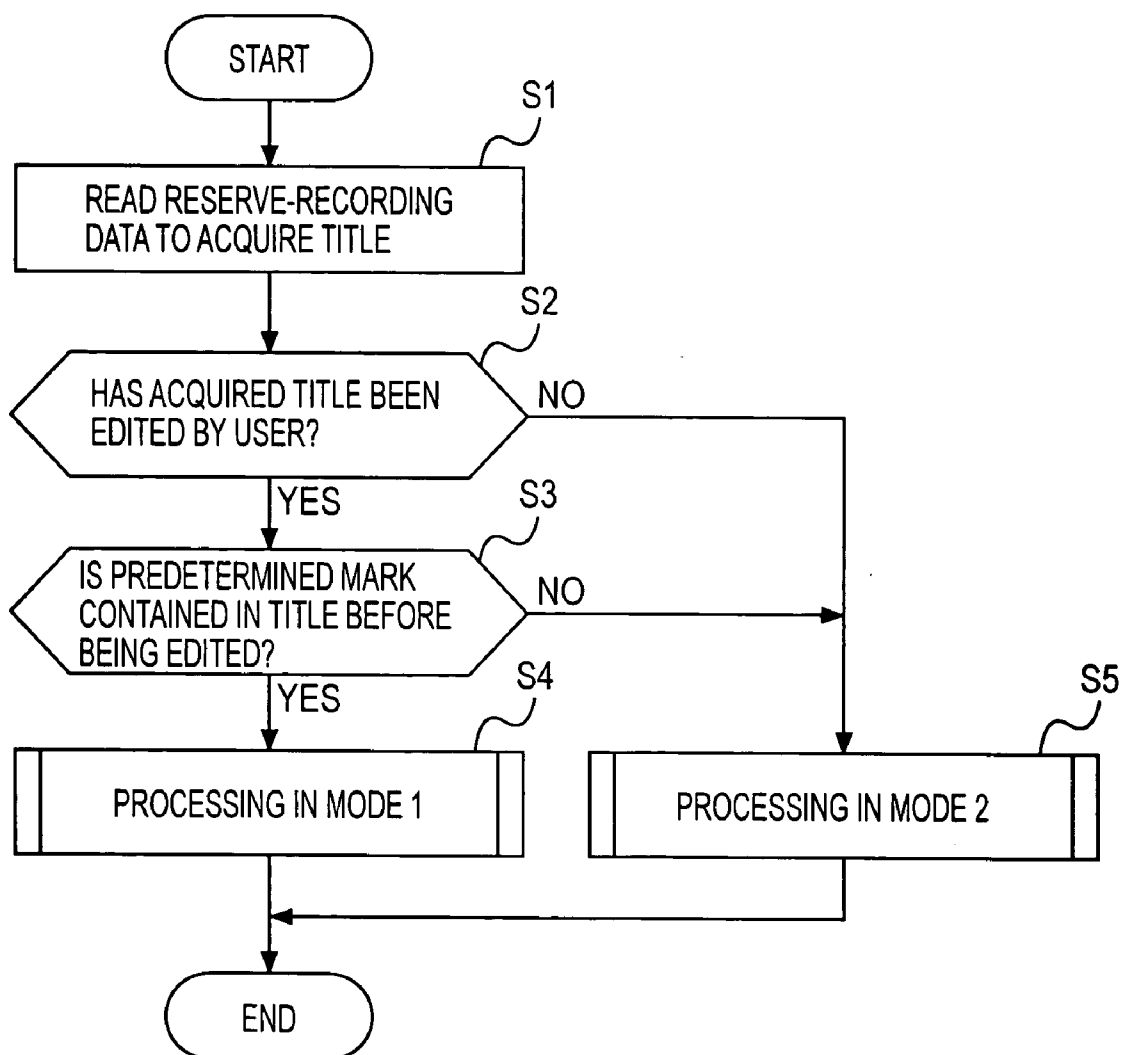 START
S1
READ RESERVE-RECORDING
DATA TO ACQUIRE TITLE
S2
HAS ACQUIRED TITLE BEEN
EDITED BY USER?
NO
YES
S3
IS PREDETERMINED MARK
CONTAINED IN TITLE BEFORE
BEING EDITED?
NO
YES
S4
PROCESSING IN MODE 1
S5
PROCESSING IN MODE 2
END